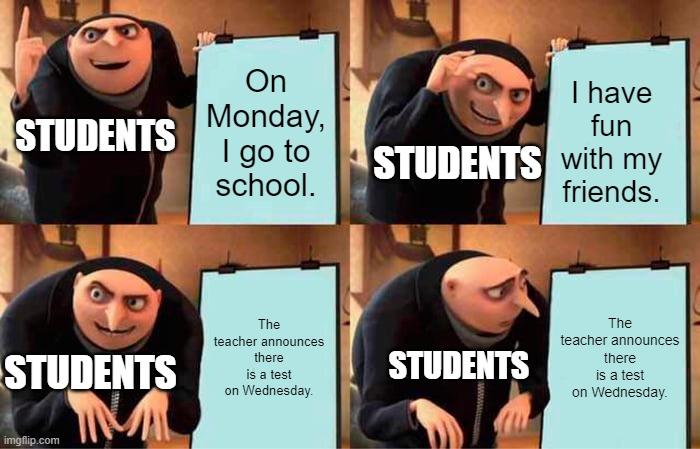 STUDENTS
On
Monday,
I go to
school.
STUDENTS
I have
fun
with my
friends.
STUDENTS
The
teacher announces
there
is a test
on Wednesday.
STUDENTS
The
teacher announces
there
is a test
on Wednesday.
imgflip.com